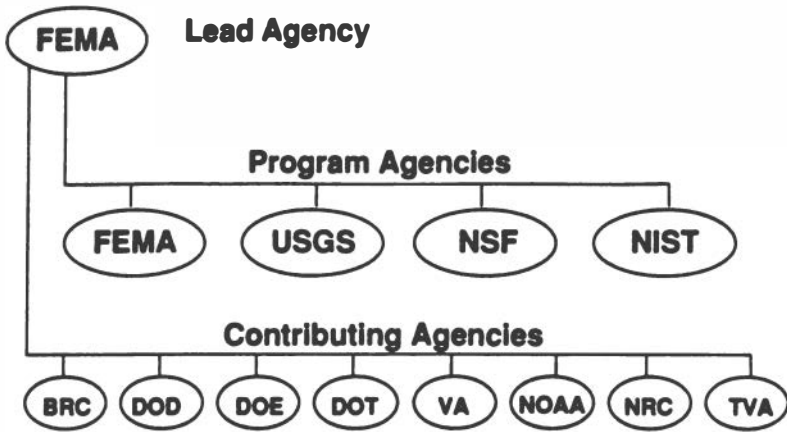 FEMA Lead Agency
Program Agencies
FEMA USGS NSF NIST
Contributing Agencies
BRC DOD DOE DOT VA NOAA NRC TVA